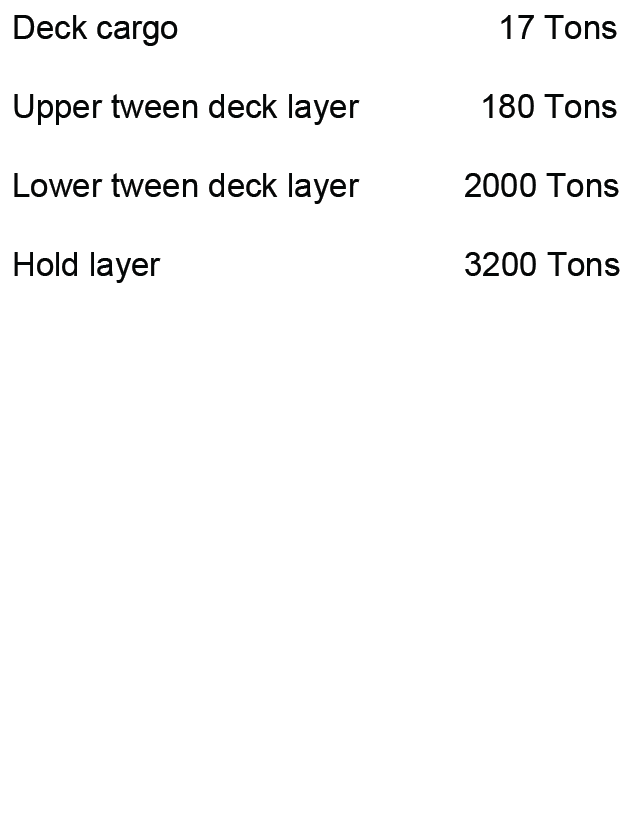 Deck cargo 17 Tons
Upper tween deck layer 180 Tons
Lower tween deck layer 2000 Tons
Hold layer 3200 Tons